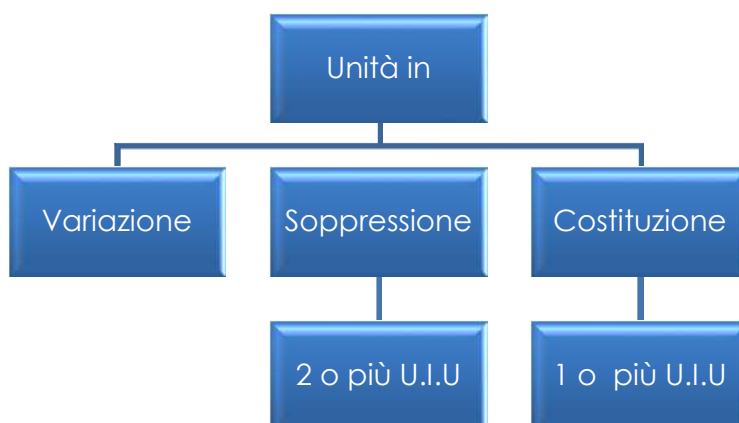 Unità in
Variazione
Soppressione
Costituzione
2 o più U.I.U
1 o più U.I.U